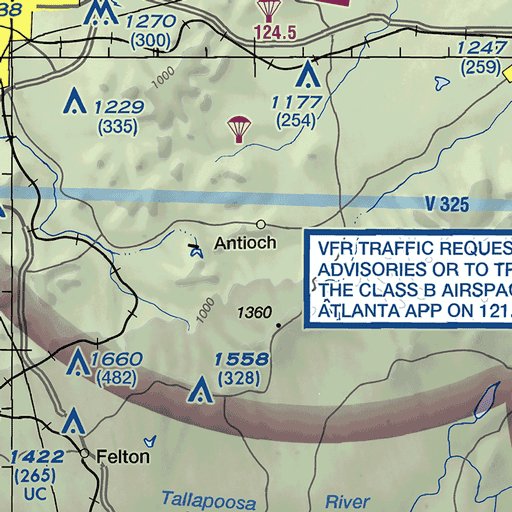 38
1270
(300)
124.5
1247
(259)
1000
1229
(335)
1177
(254)
V 325
Antioch
VFR TRAFFIC REQUES
ADVISORIES OR TO TR
THE CLASS B AIRSPAC
ATLANTA APP ON 121.
1000
1360
1660
(482)
1558
(328)
1422
(265)
UC
Felton
Tallapoosa River